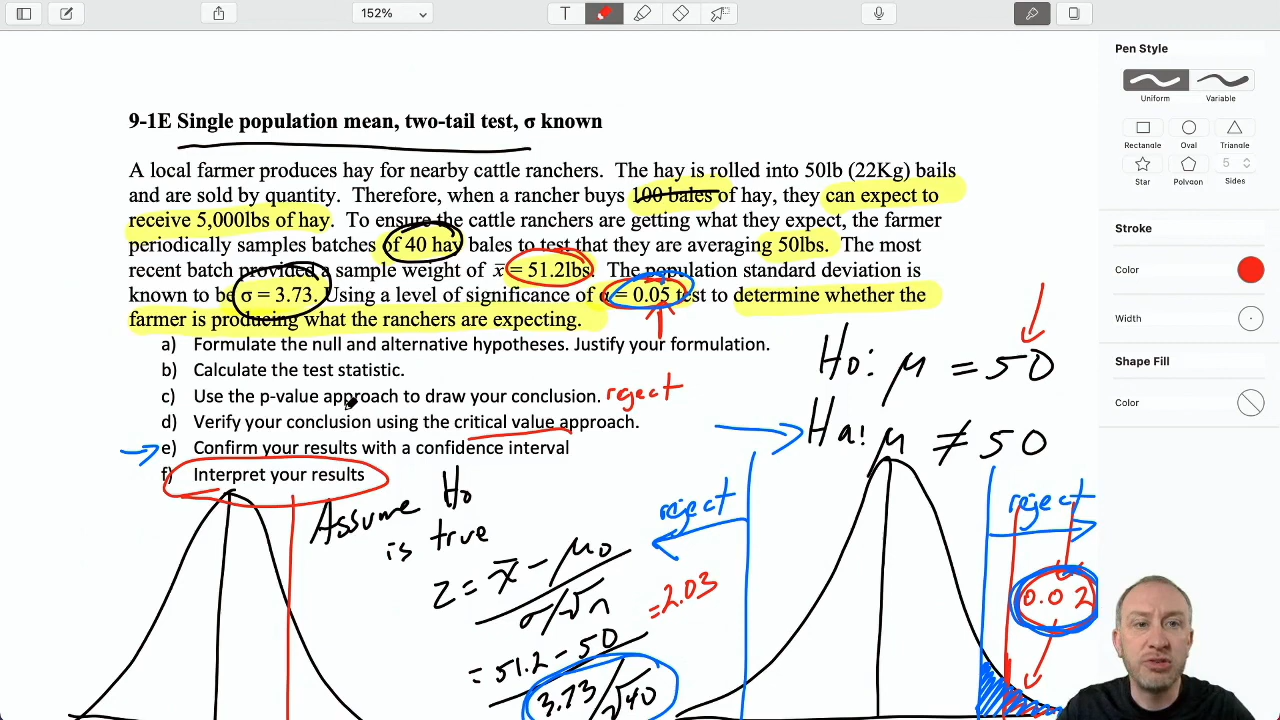 152%
T
9-1E Single population mean, two-tail test, σ known
A local farmer produces hay for nearby cattle ranchers. The hay is rolled into 50lb (22Kg) bails
and are sold by quantity. Therefore, when a rancher buys 100 bales of hay, they can expect to
receive 5,000lbs of hay. To ensure the cattle ranchers are getting what they expect, the farmer
periodically samples batches of 40 hay bales to test that they are averaging 50lbs. The most
recent batch provided a sample weight of x̅ = 51.2lbs. The population standard deviation is
known to be σ = 3.73. Using a level of significance of α = 0.05 test to determine whether the
farmer is producing what the ranchers are expecting.
a) Formulate the null and alternative hypotheses. Justify your formulation.
b) Calculate the test statistic.
c) Use the p-value approach to draw your conclusion. reject
d) Verify your conclusion using the critical value approach.
e) Confirm your results with a confidence interval
f) Interpret your results
Ho: μ = 50
Ha: μ ≠ 50
Assume Ho
is true
z = x̅ - μ0
σ/√n
= 2.03
= 51.2 - 50
3.73/√40
reject
reject
0.02
Pen Style
Uniform
Variable
Rectangle
Oval
Triangle
Star
Polygon
5
Sides
Stroke
Color
Width
Shape Fill
Color